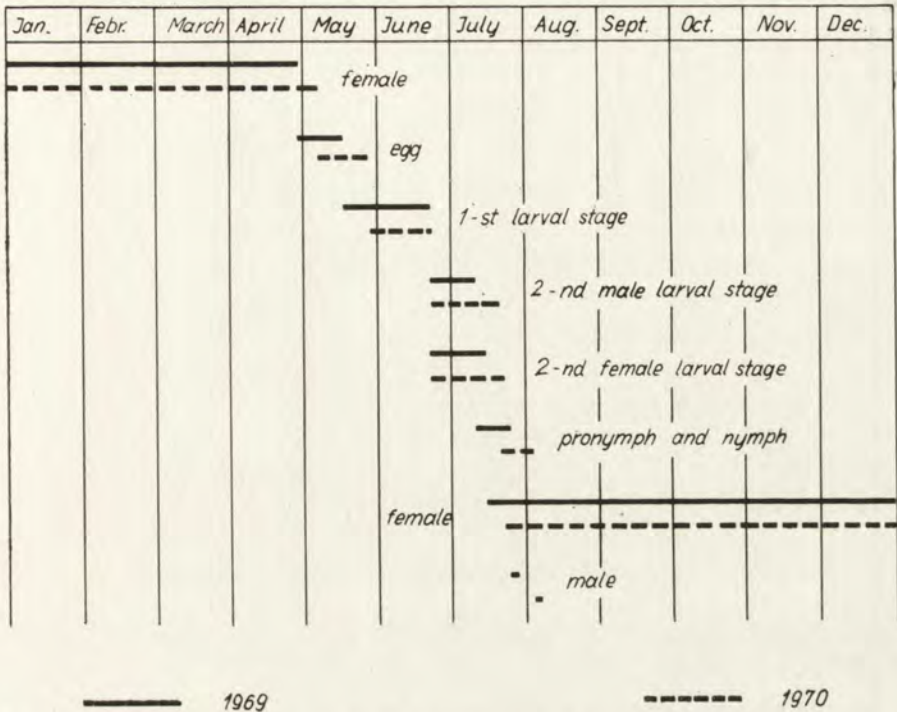 Jan. Febr. March April May June July Aug. Sept. Oct. Nov. Dec.
female
egg
1-st larval stage
2-nd male larval stage
2-nd female larval stage
pronymph and nymph
female
male
1969 1970